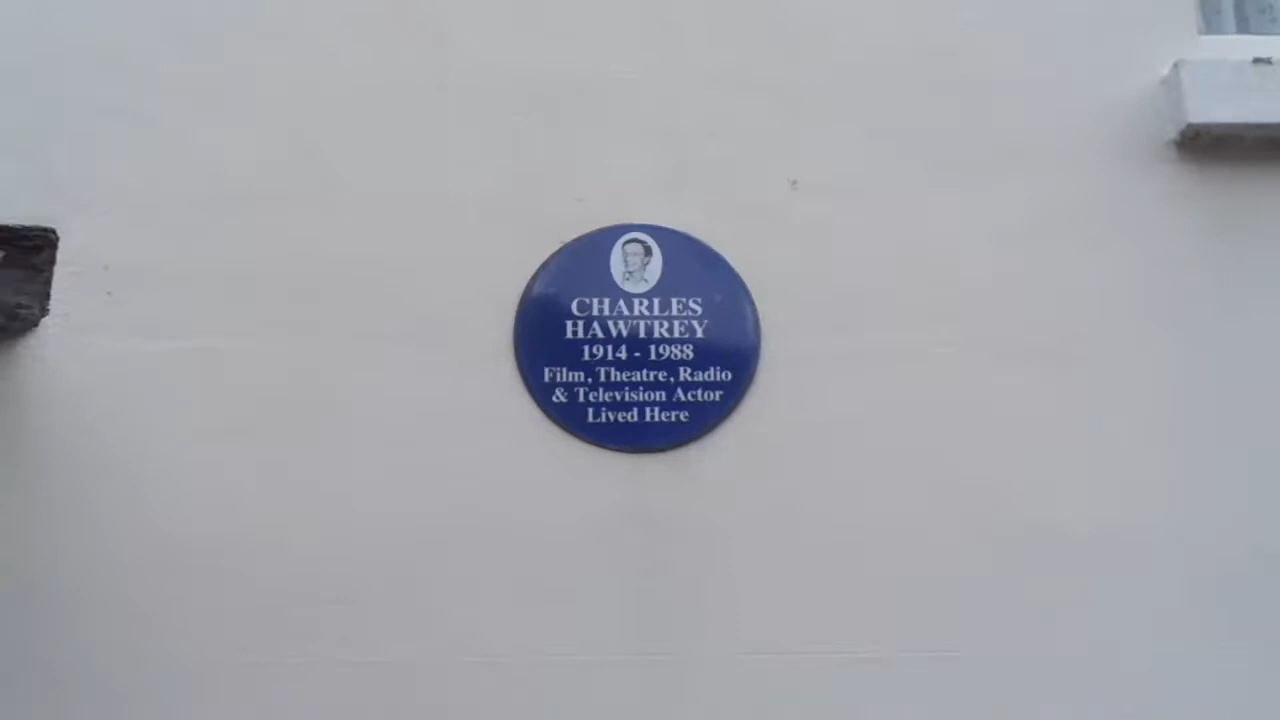 CHARLES
HAWTREY
1914 - 1988
Film, Theatre, Radio
& Television Actor
Lived Here